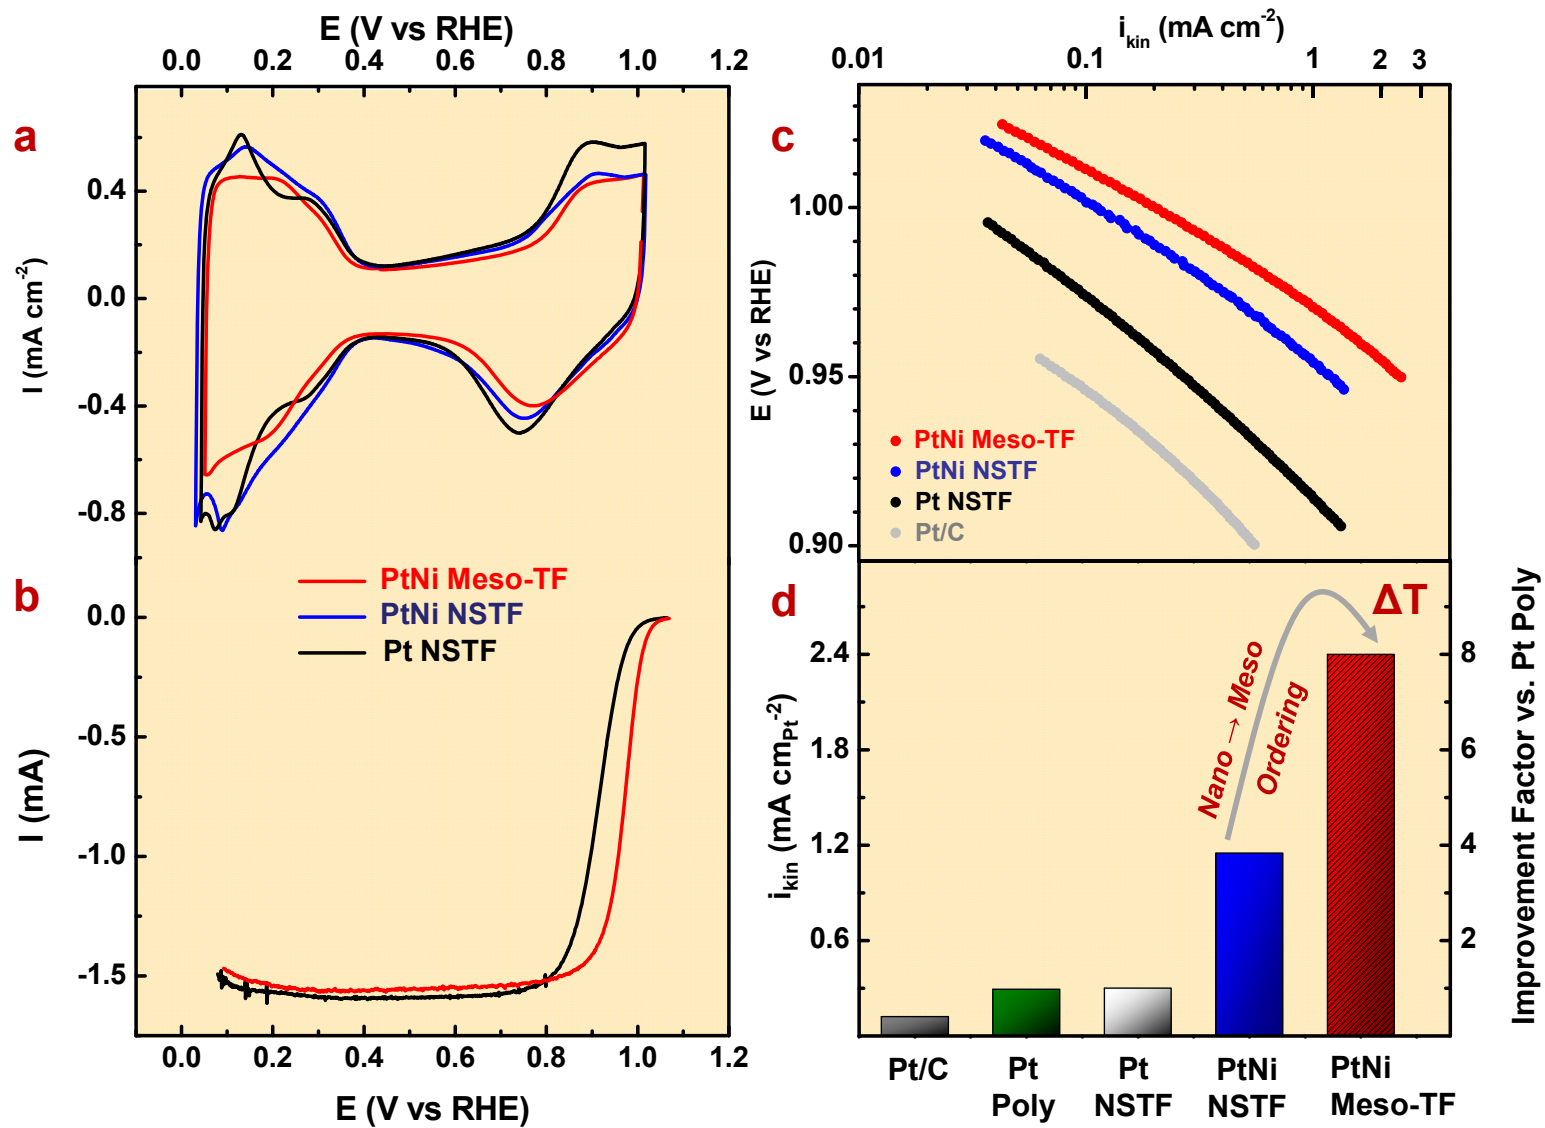 E (V vs RHE)
0.0 0.2 0.4 0.6 0.8 1.0 1.2
a
I (mA cm-2)
0.4
0.0
-0.4
-0.8
b
PtNi Meso-TF
PtNi NSTF
Pt NSTF
I (mA)
0.0
-0.5
-1.0
-1.5
0.0 0.2 0.4 0.6 0.8 1.0 1.2
E (V vs RHE)
ikin (mA cm-2)
0.01 0.1 1 2 3
c
E (V vs RHE)
1.00
0.95
0.90
PtNi Meso-TF
PtNi NSTF
Pt NSTF
Pt/C
d
ΔT
ikin (mA cmPt-2)
2.4
1.8
1.2
0.6
Nano → Meso
Ordering
8
6
4
2
Improvement Factor vs. Pt Poly
Pt/C
Pt
Poly
Pt
NSTF
PtNi
NSTF
PtNi
Meso-TF